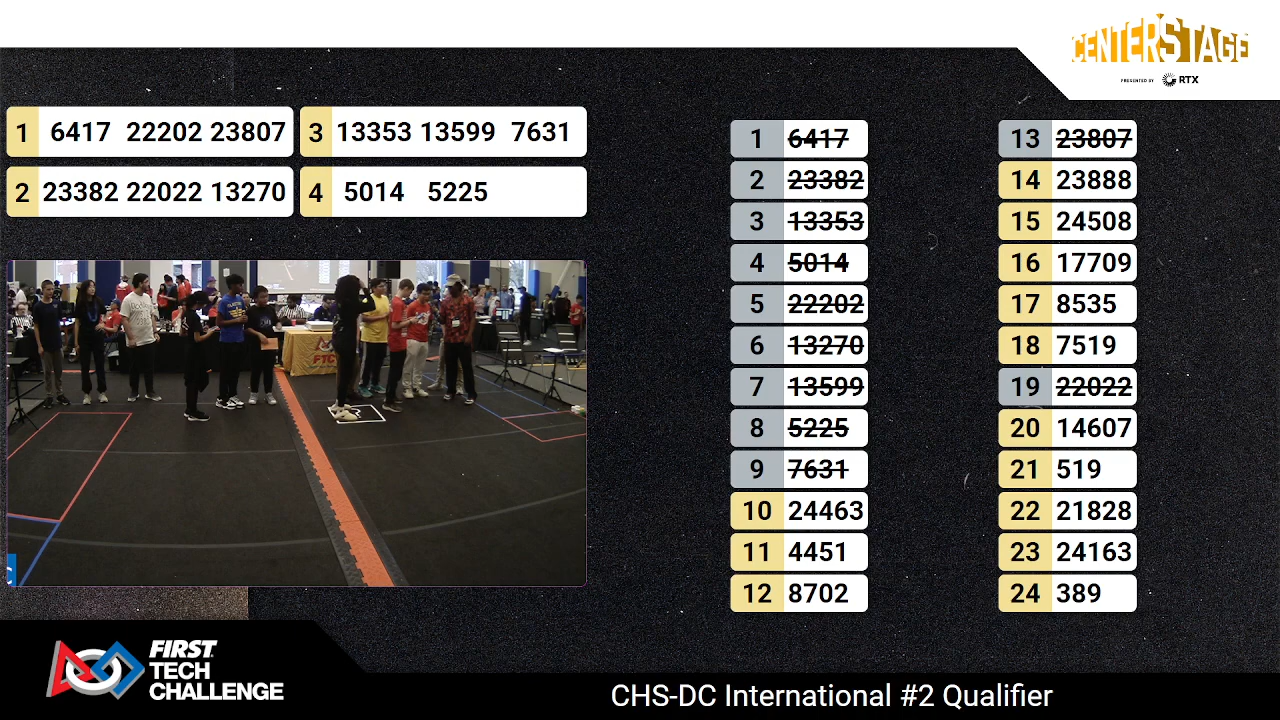 CENTERSTAGE
PRESENTED BY RTX
1 6417 22202 23807
2 23382 22022 13270
3 13353 13599 7631
4 5014 5225
1 6417
2 23382
3 13353
4 5014
5 22202
6 13270
7 13599
8 5225
9 7631
10 24463
11 4451
12 8702
13 23807
14 23888
15 24508
16 17709
17 8535
18 7519
19 22022
20 14607
21 519
22 21828
23 24163
24 389
FTC
FIRST
TECH
CHALLENGE
CHS-DC International #2 Qualifier